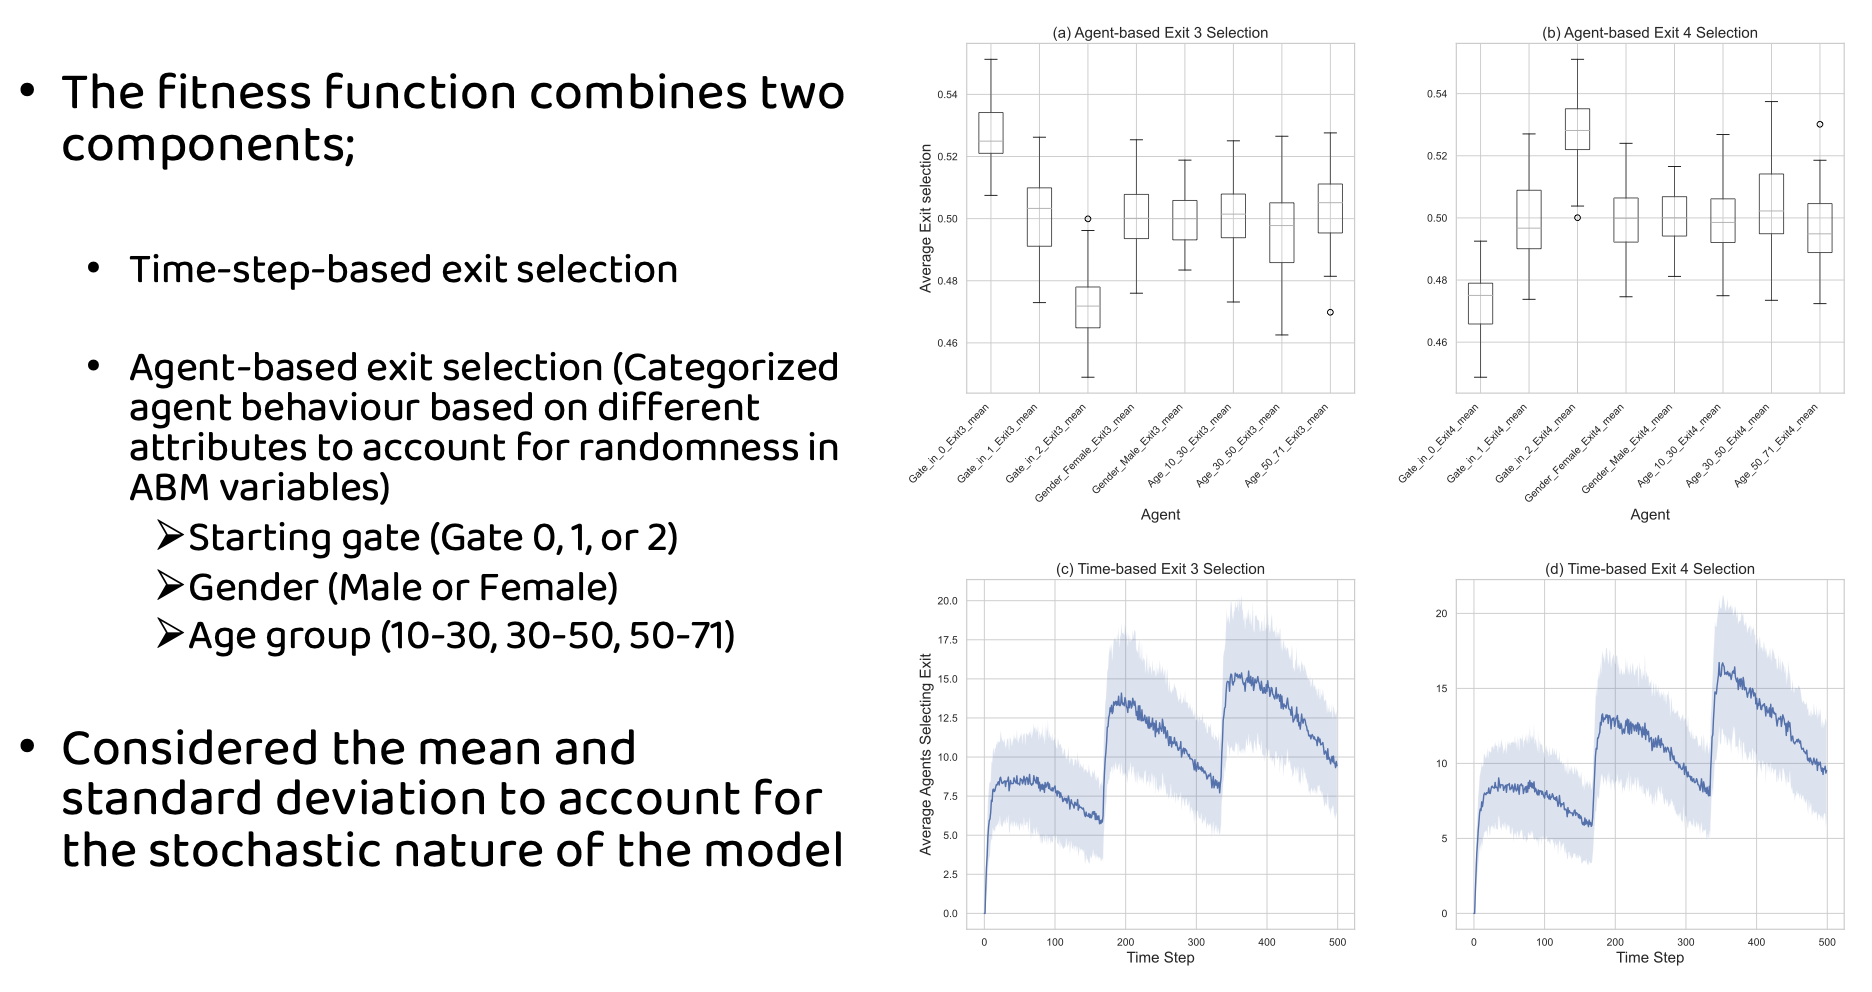 • The fitness function combines two
components;
• Time-step-based exit selection
• Agent-based exit selection (Categorized
agent behaviour based on different
attributes to account for randomness in
ABM variables)
➢Starting gate (Gate 0, 1, or 2)
➢Gender (Male or Female)
➢Age group (10-30, 30-50, 50-71)
• Considered the mean and
standard deviation to account for
the stochastic nature of the model
(a) Agent-based Exit 3 Selection
Average Exit selection
0.54
0.52
0.50
0.48
0.46
Gate_in_0_Exit3_mean
Gate_in_1_Exit3_mean
Gate_in_2_Exit3_mean
Gender_Female_Exit3_mean
Gender_Male_Exit3_mean
Age_10_30_Exit3_mean
Age_30_50_Exit3_mean
Age_50_71_Exit3_mean
Agent
(b) Agent-based Exit 4 Selection
0.54
0.52
0.50
0.48
0.46
Gate_in_0_Exit4_mean
Gate_in_1_Exit4_mean
Gate_in_2_Exit4_mean
Gender_Female_Exit4_mean
Gender_Male_Exit4_mean
Age_10_30_Exit4_mean
Age_30_50_Exit4_mean
Age_50_71_Exit4_mean
Agent
(c) Time-based Exit 3 Selection
Average Agents Selecting Exit
20.0
17.5
15.0
12.5
10.0
7.5
5.0
2.5
0.0
0 100 200 300 400 500
Time Step
(d) Time-based Exit 4 Selection
20
15
10
5
0
0 100 200 300 400 500
Time Step